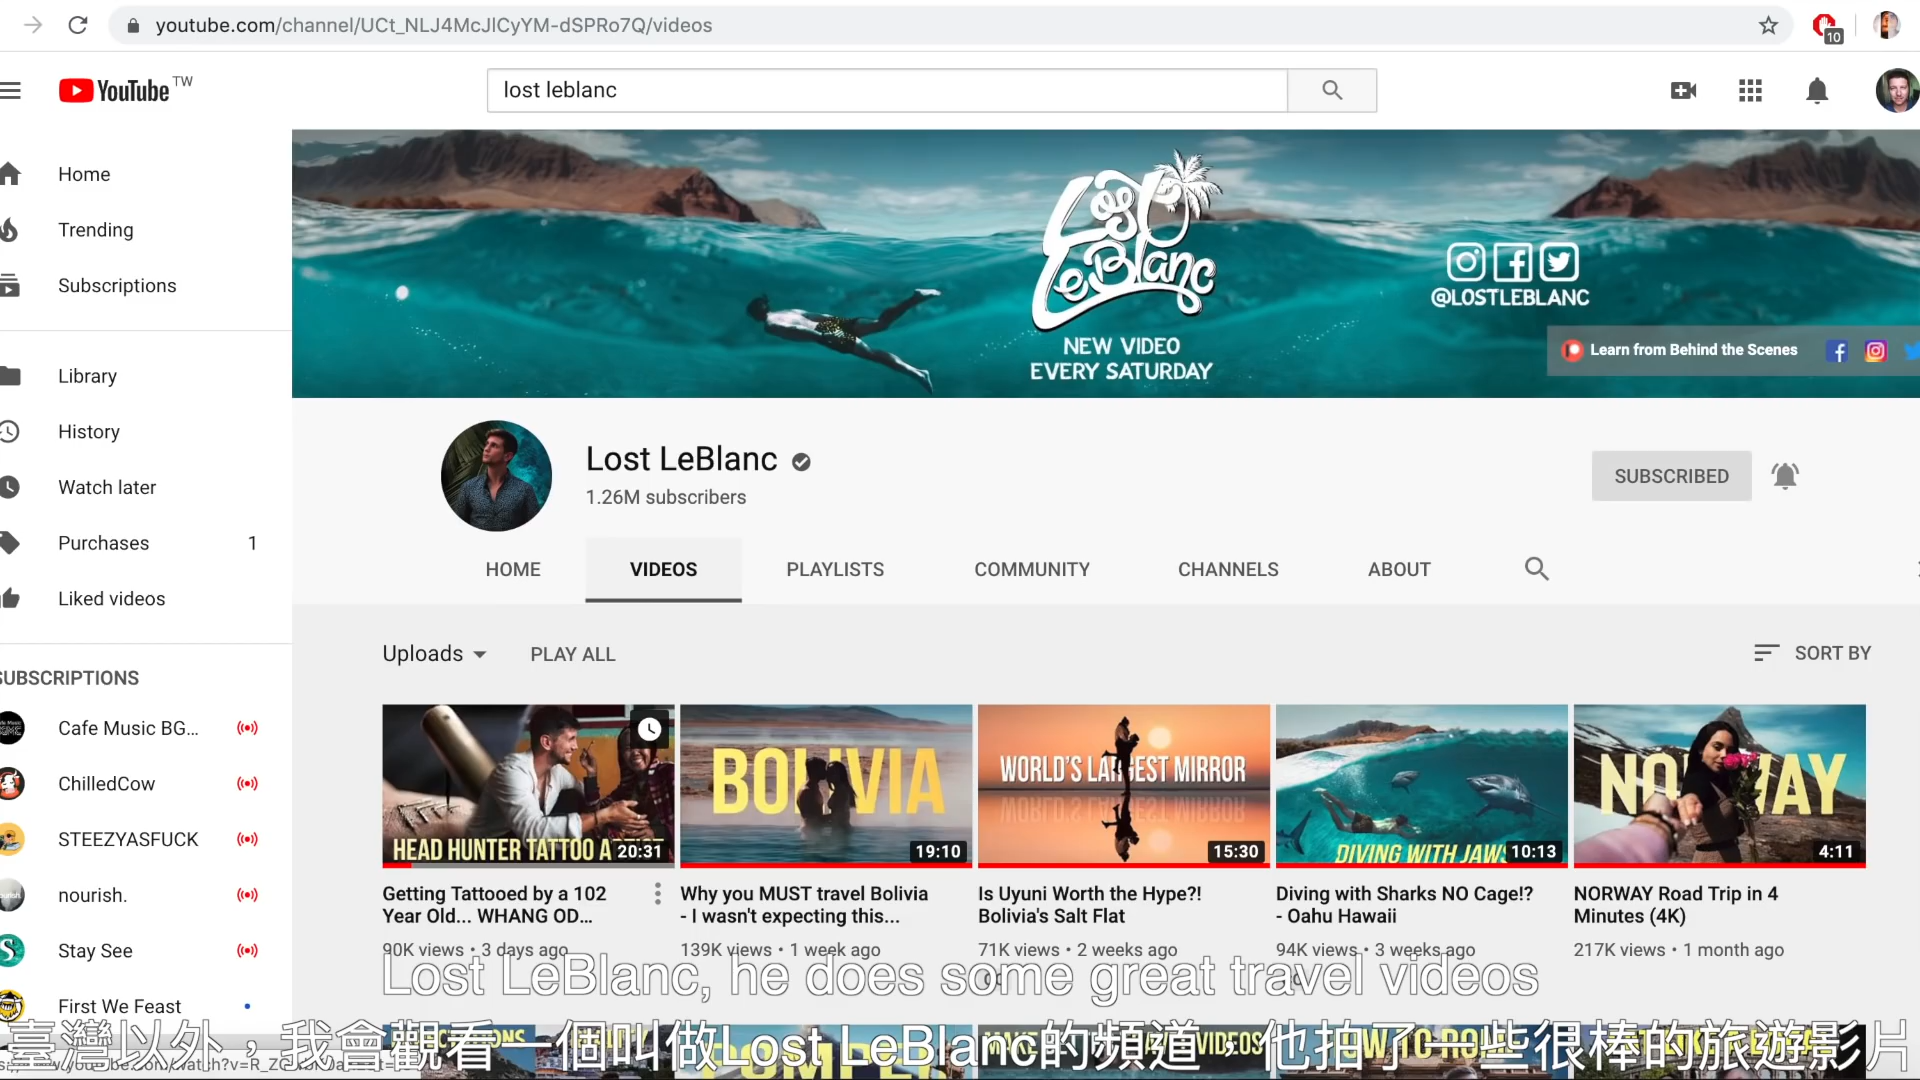 youtube.com/channel/UCt_NLJ4McJlCyYM-dSPRo7Q/videos
10
YouTube TW
lost leblanc
Home
Trending
Subscriptions
Library
History
Watch later
Purchases 1
Liked videos
SUBSCRIPTIONS
Cafe Music BG...
ChilledCow
STEEZYASFUCK
nourish.
Stay See
First We Feast
Lost LeBlanc
NEW VIDEO
EVERY SATURDAY
@LOSTLEBLANC
Learn from Behind the Scenes
Lost LeBlanc
1.26M subscribers
SUBSCRIBED
HOME VIDEOS PLAYLISTS COMMUNITY CHANNELS ABOUT
Uploads PLAY ALL SORT BY
HEAD HUNTER TATTOO A
20:31
Getting Tattooed by a 102
Year Old... WHANG OD...
90K views • 3 days ago
BOLIVIA
19:10
Why you MUST travel Bolivia
- I wasn't expecting this...
139K views • 1 week ago
WORLD'S LARGEST MIRROR
15:30
Is Uyuni Worth the Hype?!
Bolivia's Salt Flat
71K views • 2 weeks ago
DIVING WITH JAWS
10:13
Diving with Sharks NO Cage!?
- Oahu Hawaii
94K views • 3 weeks ago
NORWAY
4:11
NORWAY Road Trip in 4
Minutes (4K)
217K views • 1 month ago
Lost LeBlanc, he does some great travel videos
臺灣以外，我會觀看一個叫做Lost LeBlanc的頻道，他拍了一些很棒的旅遊影片